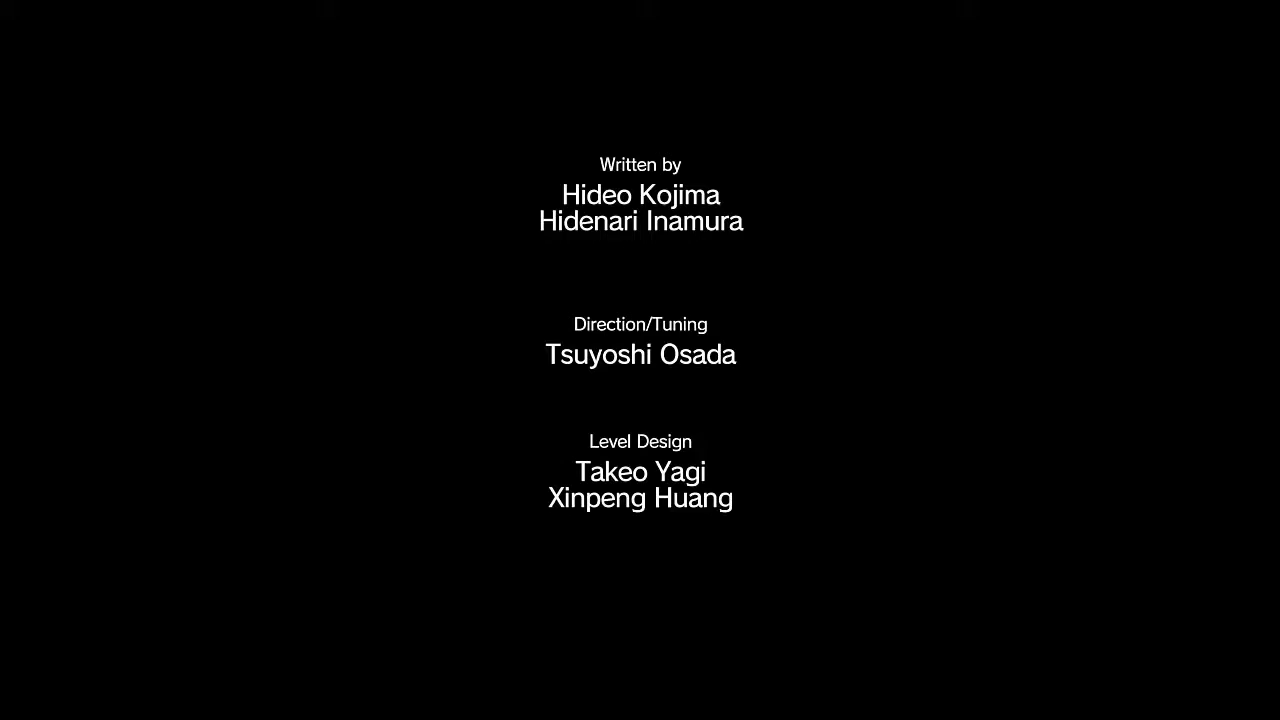 Written by
Hideo Kojima
Hidenari Inamura
Direction/Tuning
Tsuyoshi Osada
Level Design
Takeo Yagi
Xinpeng Huang